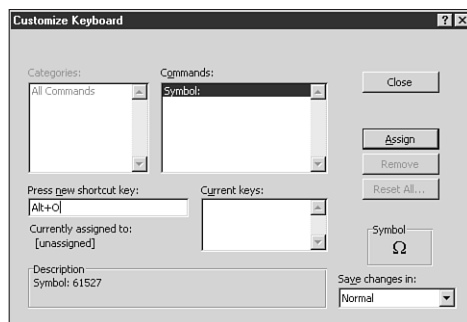 Customize Keyboard
Categories:
All Commands
Commands:
Symbol:
Close
Assign
Remove
Reset All...
Press new shortcut key:
Alt+O
Current keys:
Currently assigned to:
[unassigned]
Symbol
Ω
Description
Symbol: 61527
Save changes in:
Normal